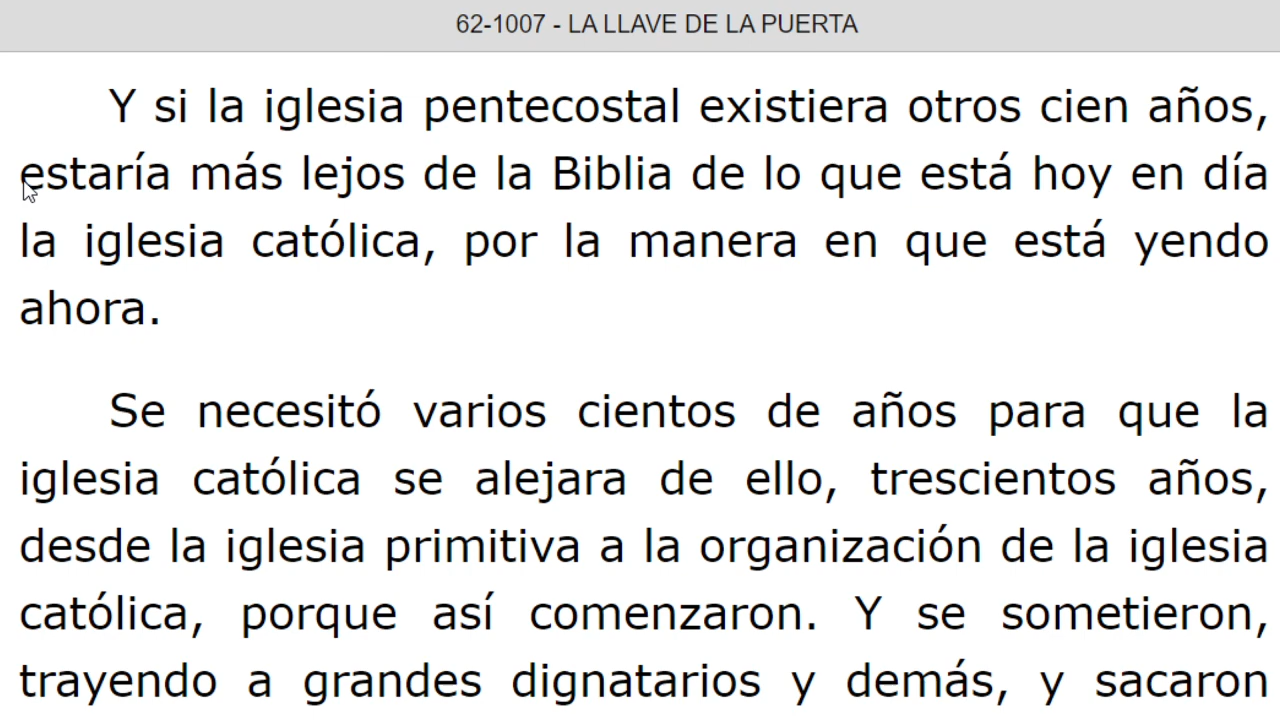 62-1007 - LA LLAVE DE LA PUERTA
Y si la iglesia pentecostal existiera otros cien años,
estaría más lejos de la Biblia de lo que está hoy en día
la iglesia católica, por la manera en que está yendo
ahora.
Se necesitó varios cientos de años para que la
iglesia católica se alejara de ello, trescientos años,
desde la iglesia primitiva a la organización de la iglesia
católica, porque así comenzaron. Y se sometieron,
trayendo a grandes dignatarios y demás, y sacaron